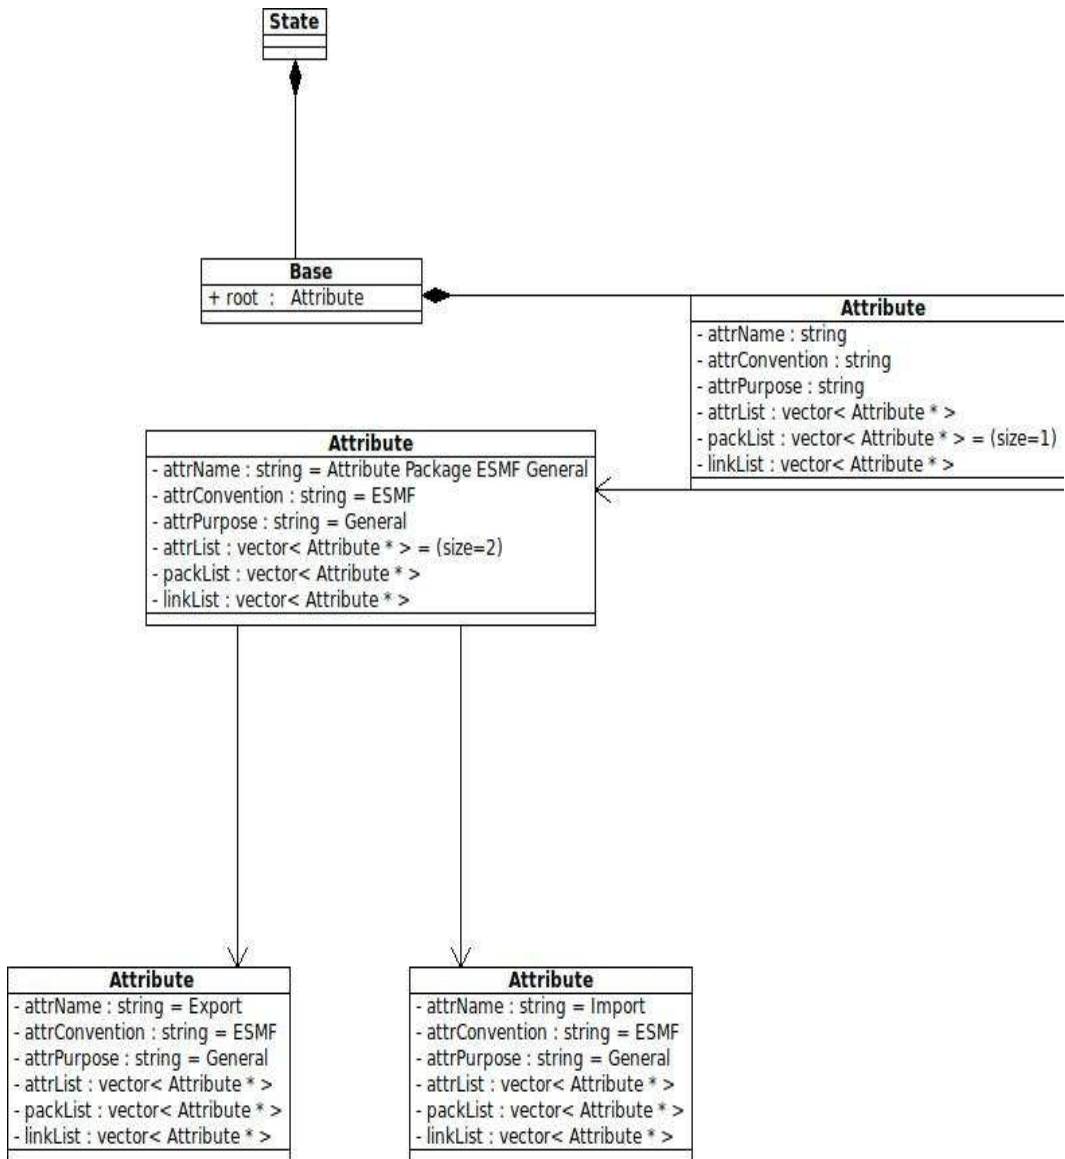 State
Base
+ root : Attribute
Attribute
- attrName : string
- attrConvention : string
- attrPurpose : string
- attrList : vector< Attribute * >
- packList : vector< Attribute * > = (size=1)
- linkList : vector< Attribute * >
Attribute
- attrName : string = Attribute Package ESMF General
- attrConvention : string = ESMF
- attrPurpose : string = General
- attrList : vector< Attribute * > = (size=2)
- packList : vector< Attribute * >
- linkList : vector< Attribute * >
Attribute
- attrName : string = Export
- attrConvention : string = ESMF
- attrPurpose : string = General
- attrList : vector< Attribute * >
- packList : vector< Attribute * >
- linkList : vector< Attribute * >
Attribute
- attrName : string = Import
- attrConvention : string = ESMF
- attrPurpose : string = General
- attrList : vector< Attribute * >
- packList : vector< Attribute * >
- linkList : vector< Attribute * >